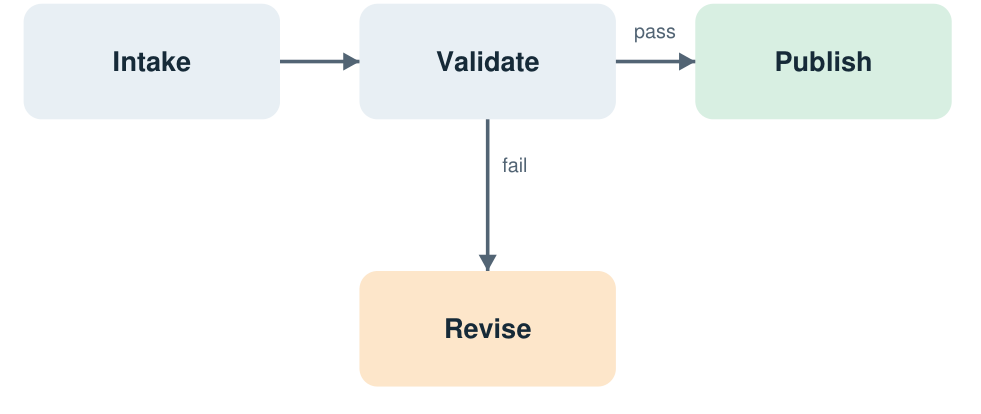 Intake
Validate
pass
Publish
fail
Revise